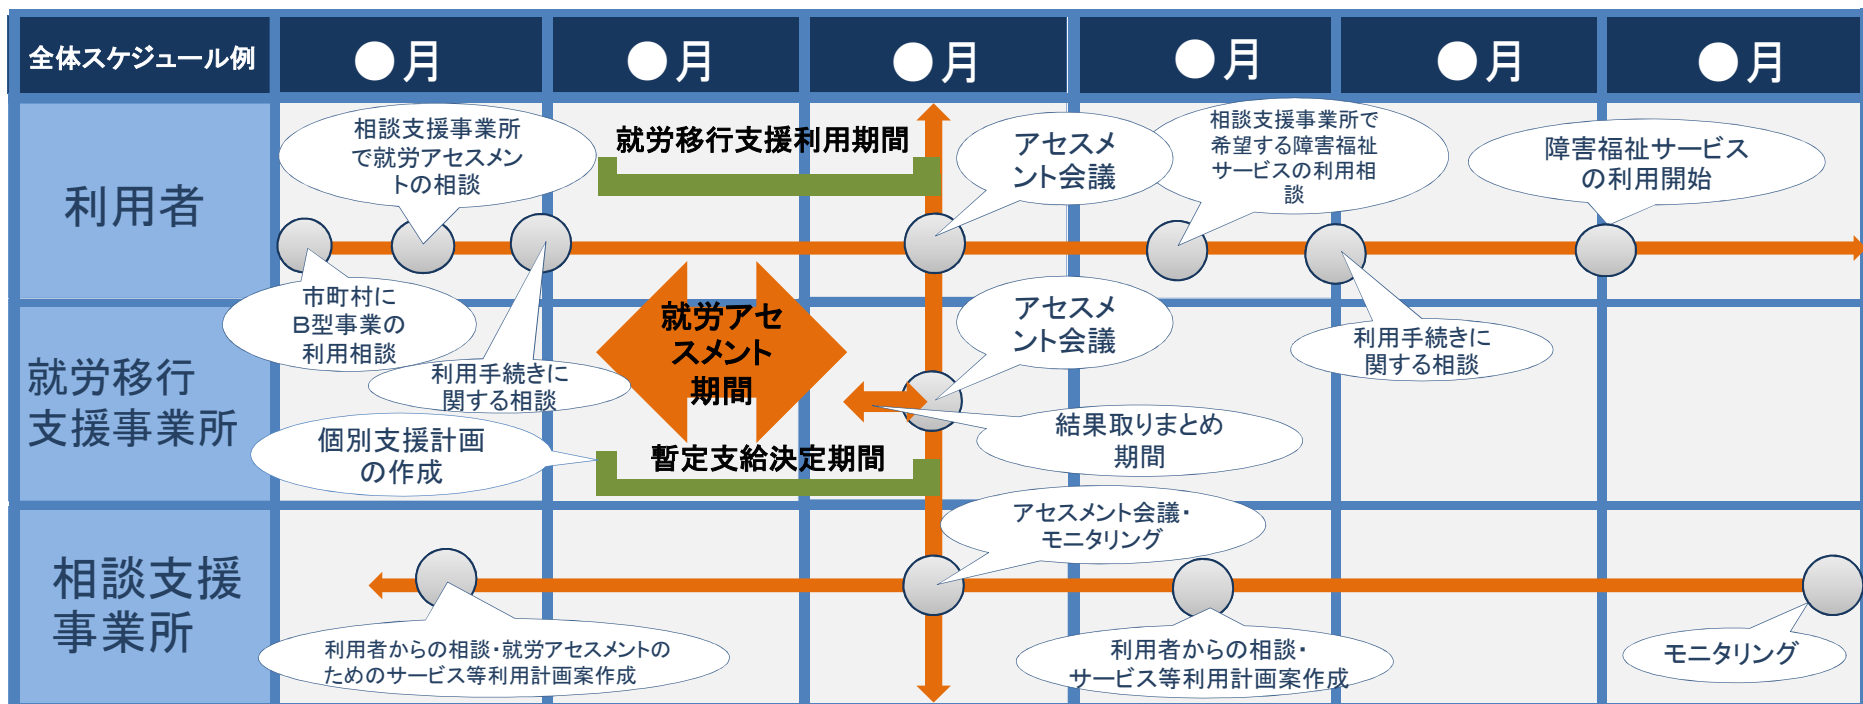 全体スケジュール例
●月
●月
●月
●月
●月
●月
利用者
相談支援事業所
で就労アセスメン
トの相談
就労移行支援利用期間
アセスメ
ント会議
相談支援事業所で
希望する障害福祉
サービスの利用相
談
障害福祉サービス
の利用開始
市町村に
B型事業の
利用相談
就労移行
支援事業所
利用手続きに
関する相談
就労アセ
スメント
期間
アセスメ
ント会議
利用手続きに
関する相談
個別支援計画
の作成
暫定支給決定期間
結果取りまとめ
期間
相談支援
事業所
アセスメント会議・
モニタリング
利用者からの相談・就労アセスメントの
ためのサービス等利用計画案作成
利用者からの相談・
サービス等利用計画案作成
モニタリング